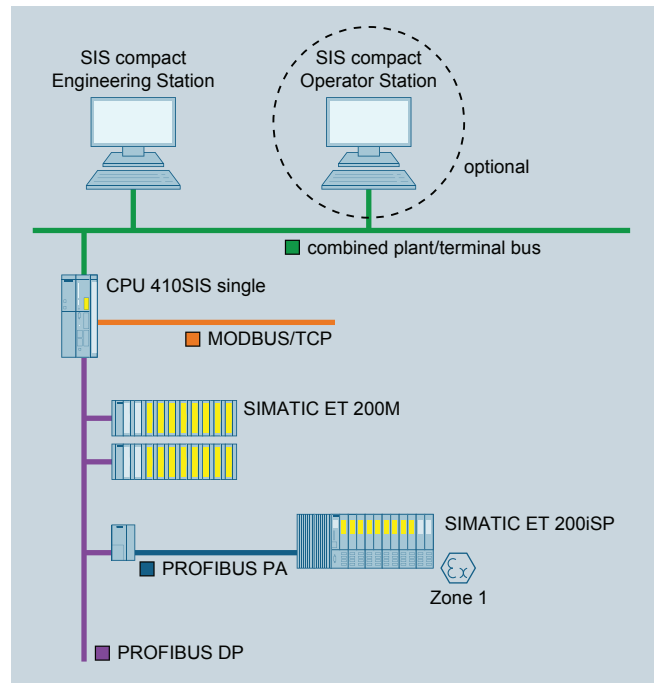 SIS compact
Engineering Station
SIS compact
Operator Station
optional
combined plant/terminal bus
CPU 410SIS single
MODBUS/TCP
SIMATIC ET 200M
SIMATIC ET 200iSP
Ex
Zone 1
PROFIBUS PA
PROFIBUS DP